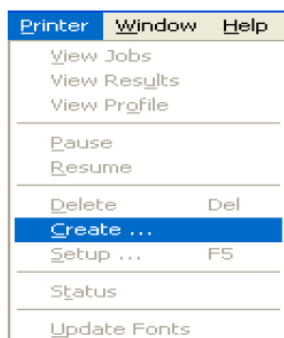 Printer Window Help
View Jobs
View Results
View Profile
Pause
Resume
Delete Del
Create ...
Setup ... F5
Status
Update Fonts